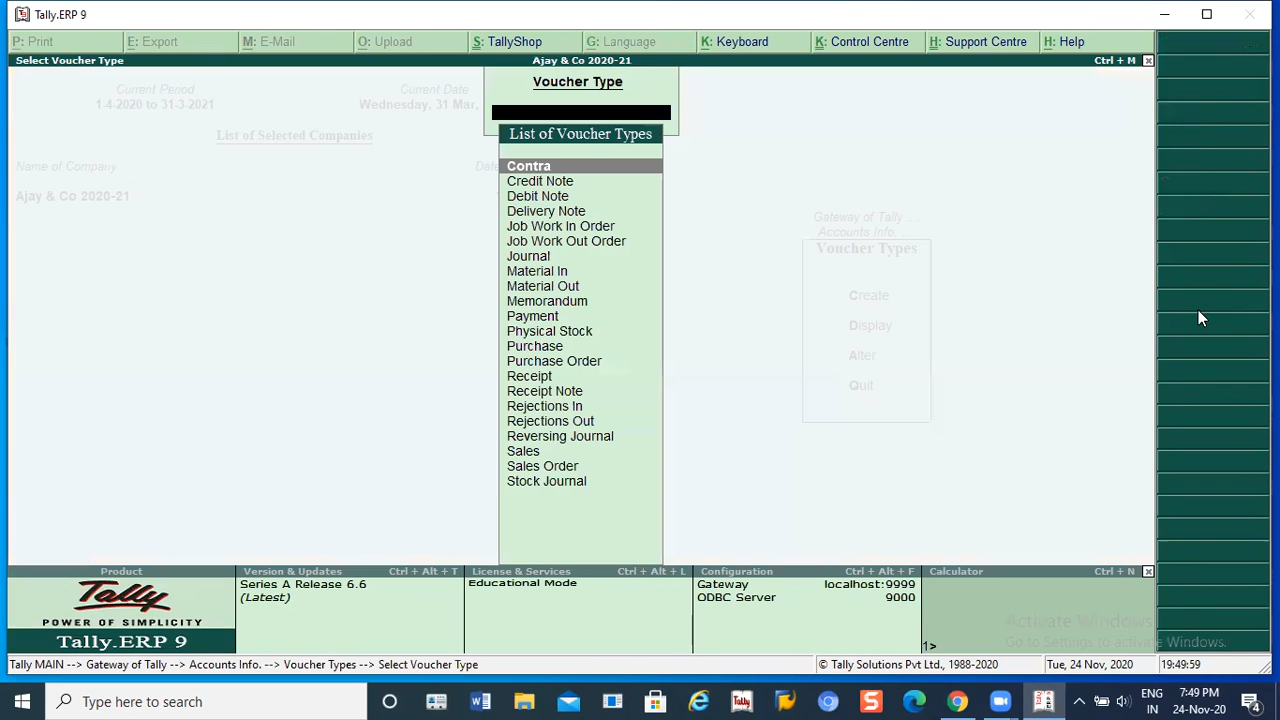 Tally.ERP 9
P: Print
E: Export
M: E-Mail
O: Upload
S: TallyShop
G: Language
K: Keyboard
K: Control Centre
H: Support Centre
H: Help
Select Voucher Type
Ajay & Co 2020-21
Ctrl + M
Current Period
1-4-2020 to 31-3-2021
Current Date
Wednesday, 31 Mar,
List of Selected Companies
Name of Company
Date
Ajay & Co 2020-21
Voucher Type
List of Voucher Types
Contra
Credit Note
Debit Note
Delivery Note
Job Work In Order
Job Work Out Order
Journal
Material In
Material Out
Memorandum
Payment
Physical Stock
Purchase
Purchase Order
Receipt
Receipt Note
Rejections In
Rejections Out
Reversing Journal
Sales
Sales Order
Stock Journal
Gateway of Tally ...
Accounts Info. ...
Voucher Types
Create
Display
Alter
Quit
Product
Tally
POWER OF SIMPLICITY
Tally.ERP 9
Version & Updates Ctrl + Alt + T
Series A Release 6.6
(Latest)
License & Services Ctrl + Alt + L
Educational Mode
Configuration Ctrl + Alt + F
Gateway localhost:9999
ODBC Server 9000
Calculator Ctrl + N
1>
Activate Windows
Go to Settings to activate Windows.
Tally MAIN --> Gateway of Tally --> Accounts Info. --> Voucher Types --> Select Voucher Type
© Tally Solutions Pvt Ltd., 1988-2020
Tue, 24 Nov, 2020
19:49:59
Type here to search
Tally
ENG
IN
7:49 PM
24-Nov-20
4